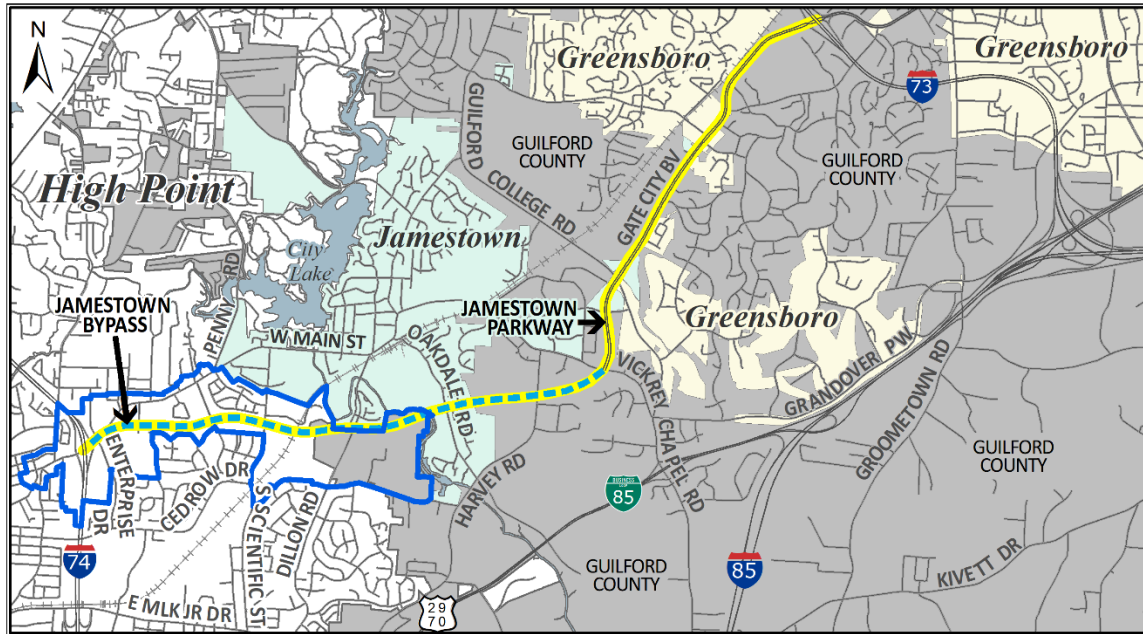 N
Greensboro
Greensboro
73
GUILFORD
COLLEGE RD
GUILFORD
COUNTY
GUILFORD
COUNTY
GATE CITY BV
High Point
City
Lake
Jamestown
PENNY RD
JAMESTOWN
BYPASS
JAMESTOWN
PARKWAY
W MAIN ST
OAKDALE RD
Greensboro
VICKREY
CHAPEL RD
GRANDOVER PW
GROOMETOWN RD
ENTERPRISE
DR
CEDROW DR
S SCIENTIFIC ST
DILLON RD
HARVEY RD
GUILFORD
COUNTY
BUSINESS
LOOP
85
74
GUILFORD
COUNTY
85
KIVETT DR
E MLK JR DR
29
70